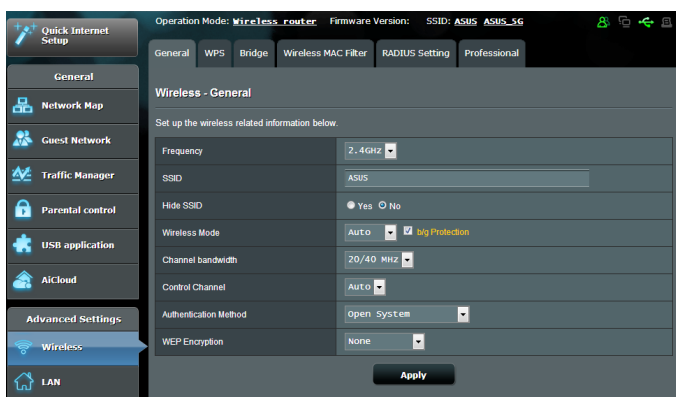 Quick Internet
Setup
Operation Mode: Wireless router Firmware Version: SSID: ASUS ASUS_5G
General WPS Bridge Wireless MAC Filter RADIUS Setting Professional
General
Network Map
Guest Network
Traffic Manager
Parental control
USB application
AiCloud
Advanced Settings
Wireless
LAN
Wireless - General
Set up the wireless related information below.
Frequency 2.4GHz
SSID ASUS
Hide SSID Yes No
Wireless Mode Auto b/g Protection
Channel bandwidth 20/40 MHz
Control Channel Auto
Authentication Method Open System
WEP Encryption None
Apply